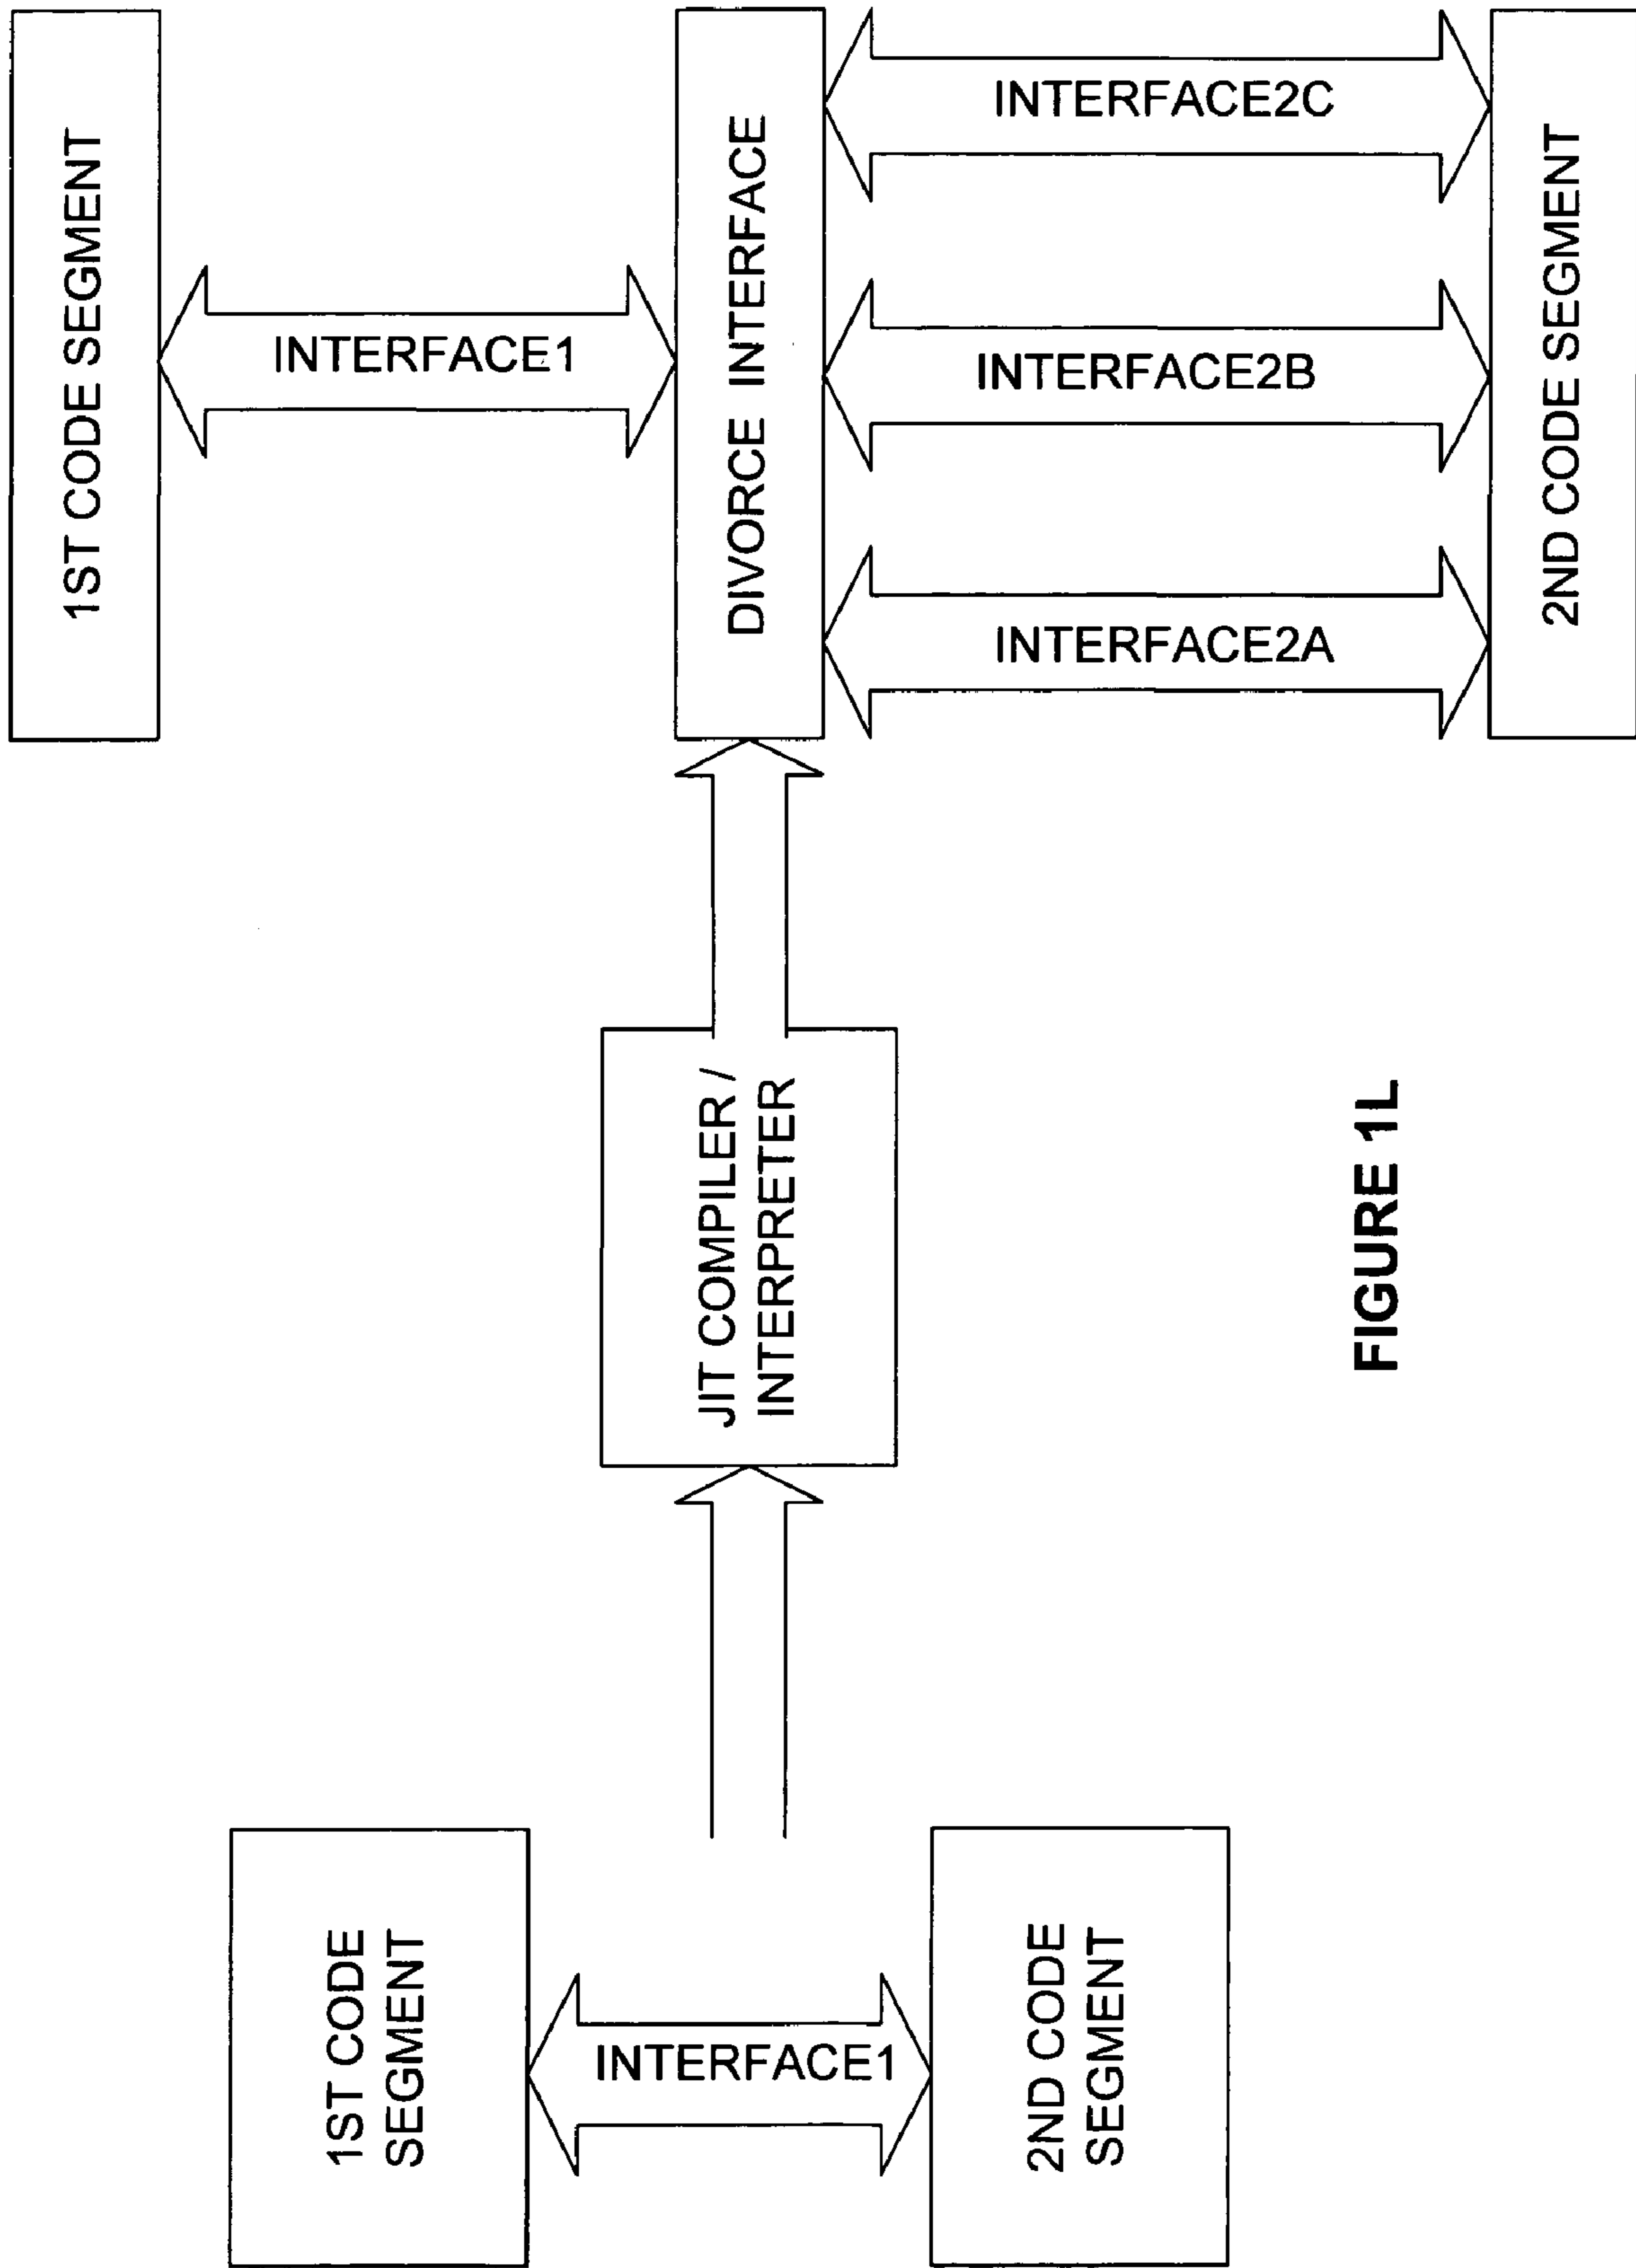 1ST CODE
SEGMENT
INTERFACE1
2ND CODE
SEGMENT
JIT COMPILER /
INTERPRETER
1ST CODE SEGMENT
INTERFACE1
DIVORCE INTERFACE
INTERFACE2A
INTERFACE2B
INTERFACE2C
2ND CODE SEGMENT
FIGURE 1L